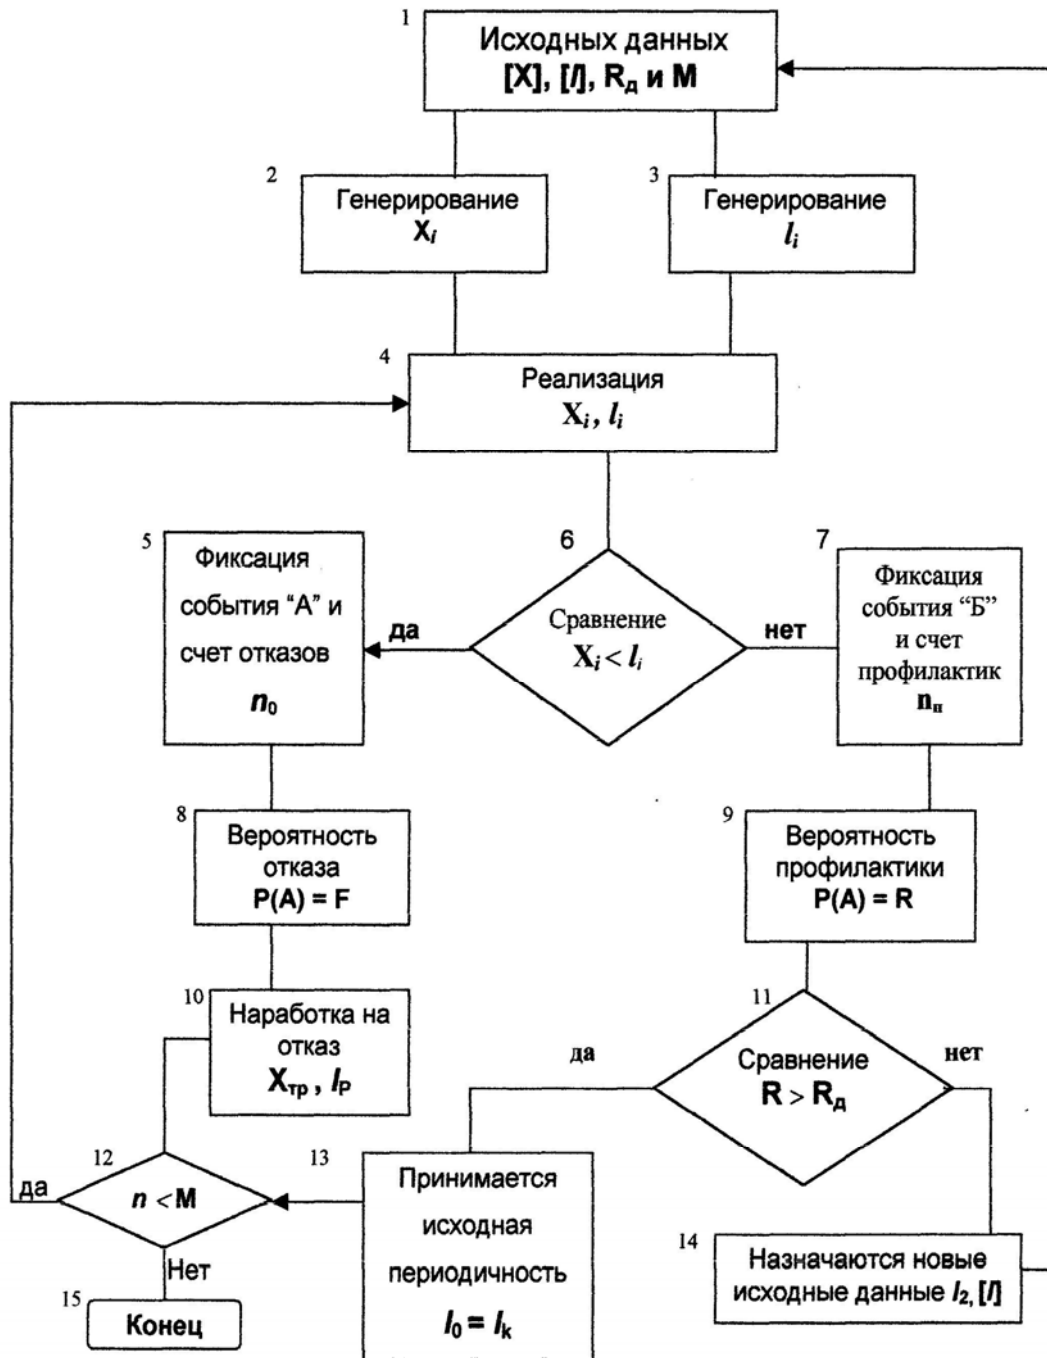 1
Исходных данных
[X], [l], Rд и M
2
Генерирование
Xi
3
Генерирование
li
4
Реализация
Xi, li
5
Фиксация
события “А” и
счет отказов
n0
6
Сравнение
Xi < li
да
нет
7
Фиксация
события “Б”
и счет
профилактик
nп
8
Вероятность
отказа
P(A) = F
9
Вероятность
профилактики
P(A) = R
10
Наработка на
отказ
Xтр , lР
11
Сравнение
R > Rд
да
нет
12
n < M
да
Нет
13
Принимается
исходная
периодичность
l0 = lk
14
Назначаются новые
исходные данные l2, [l]
15
Конец